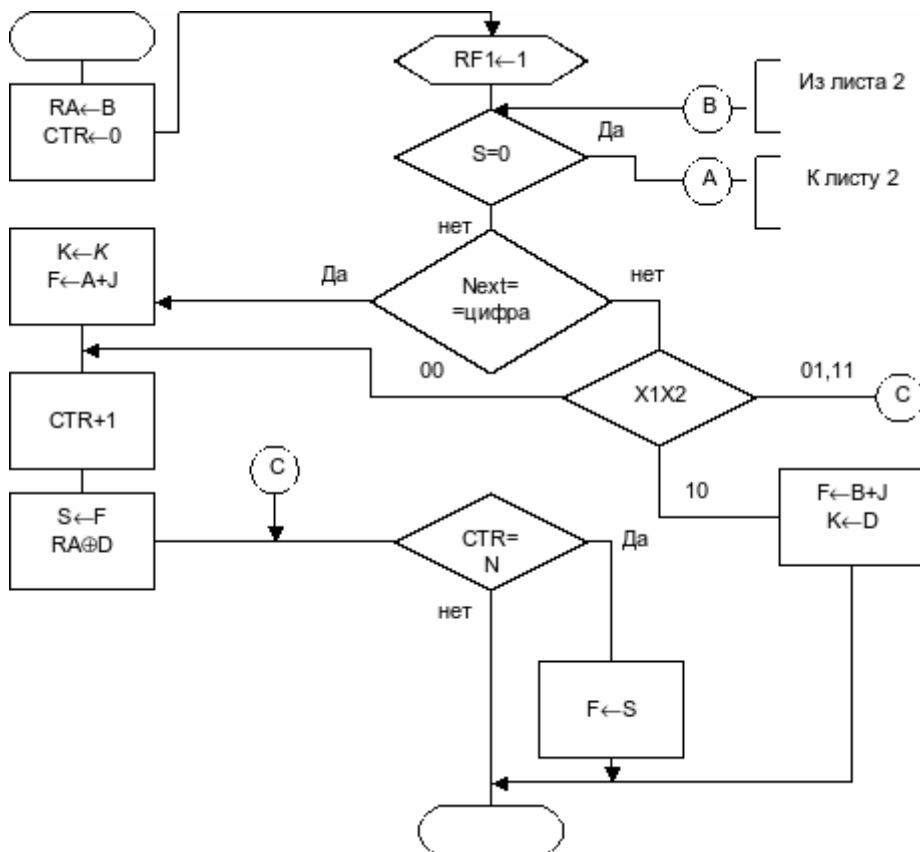 RF1←1
RA←B
CTR←0
B
Из листа 2
Да
S=0
A
К листу 2
нет
K←K
F←A+J
Да
Next=
=цифра
нет
00
X1X2
01,11
C
CTR+1
C
10
F←B+J
K←D
S←F
RA⊕D
CTR=
N
Да
нет
F←S